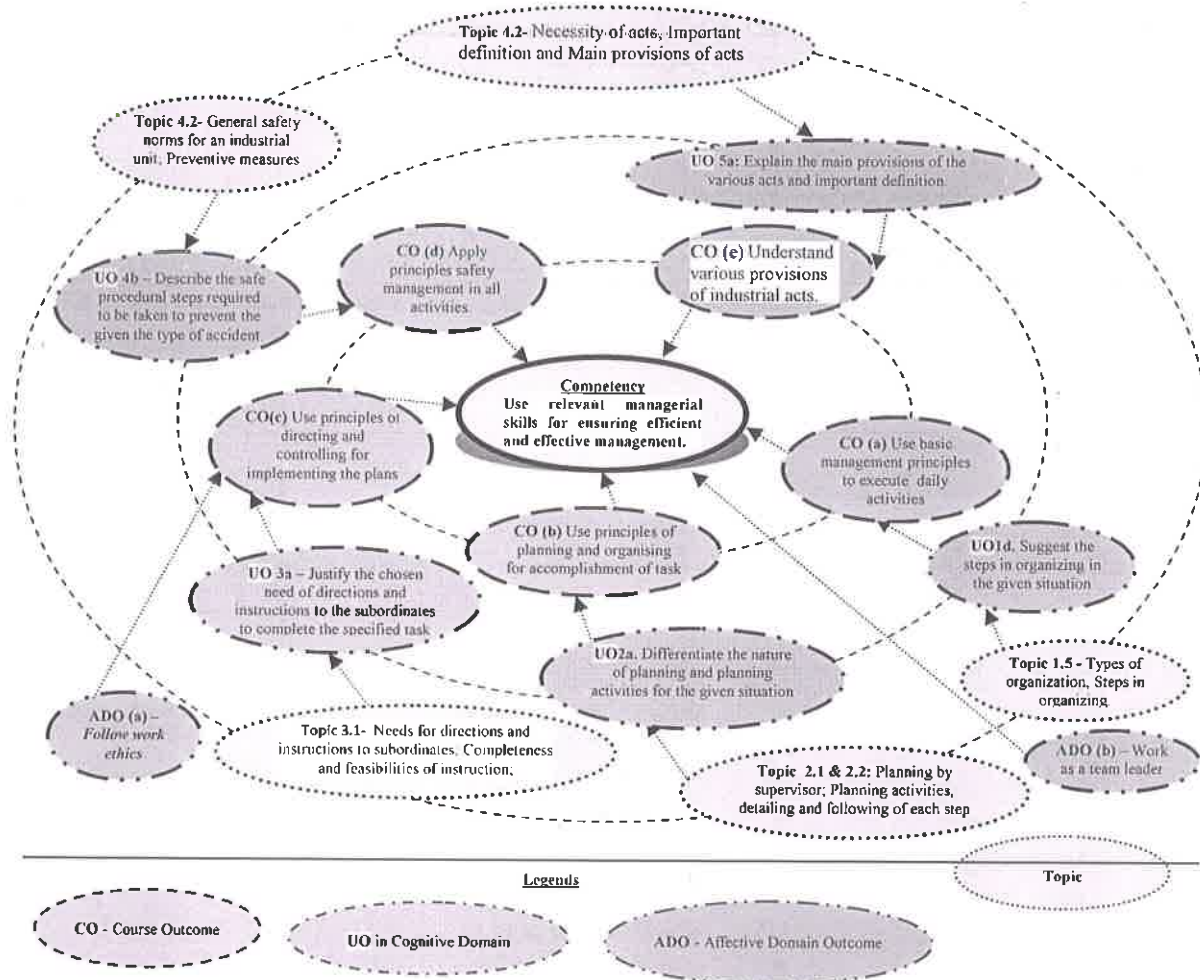 Topic 4.2- Necessity of acts, Important
definition and Main provisions of acts
Topic 4.2- General safety
norms for an industrial
unit, Preventive measures
UO 5a: Explain the main provisions of the
various acts and important definition.
CO (d) Apply
principles safety
management in all
activities
CO (e) Understand
various provisions
of industrial acts.
UO 4b – Describe the safe
procedural steps required
to be taken to prevent the
given the type of accident
Competency
Use relevant managerial
skills for ensuring efficient
and effective management.
CO(c) Use principles of
directing and
controlling for
implementing the plans
CO (a) Use basic
management principles
to execute daily
activities
CO (b) Use principles of
planning and organising
for accomplishment of task
UO1d. Suggest the
steps in organizing in
the given situation
UO 3a – Justify the chosen
need of directions and
instructions to the subordinates
to complete the specified task
UO2a. Differentiate the nature
of planning and planning
activities for the given situation
Topic 1.5 - Types of
organization, Steps in
organizing
ADO (a) –
Follow work
ethics
Topic 3.1- Needs for directions and
instructions to subordinates, Completeness
and feasibilities of instruction;
ADO (b) – Work
as a team leader
Topic 2.1 & 2.2: Planning by
supervisor; Planning activities,
detailing and following of each step
Legends
Topic
CO - Course Outcome
UO in Cognitive Domain
ADO - Affective Domain Outcome